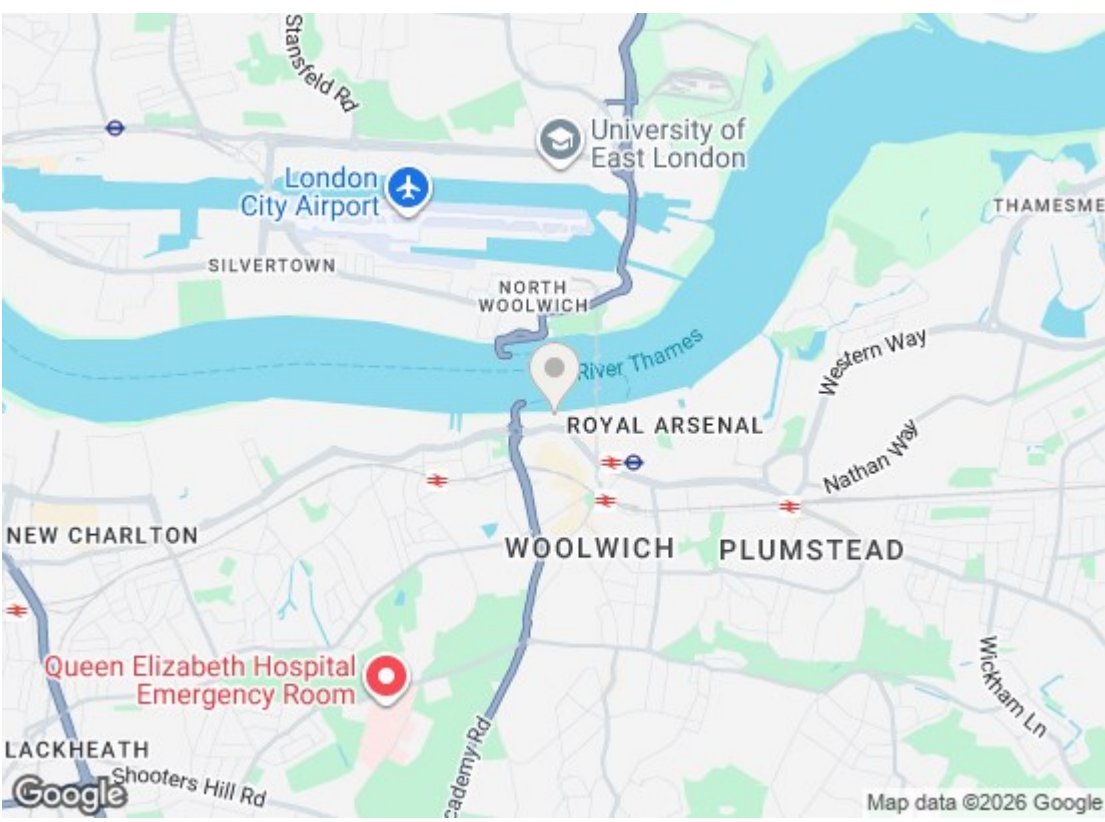 Stansfeld Rd
University of
East London
London
City Airport
THAMESME
SILVERTOWN
NORTH
WOOLWICH
River Thames
Western Way
ROYAL ARSENAL
Nathan Way
NEW CHARLTON
WOOLWICH
PLUMSTEAD
Queen Elizabeth Hospital
Emergency Room
Wickham Ln
LACKHEATH
Shooters Hill Rd
cademy Rd
Google
Map data ©2026 Google